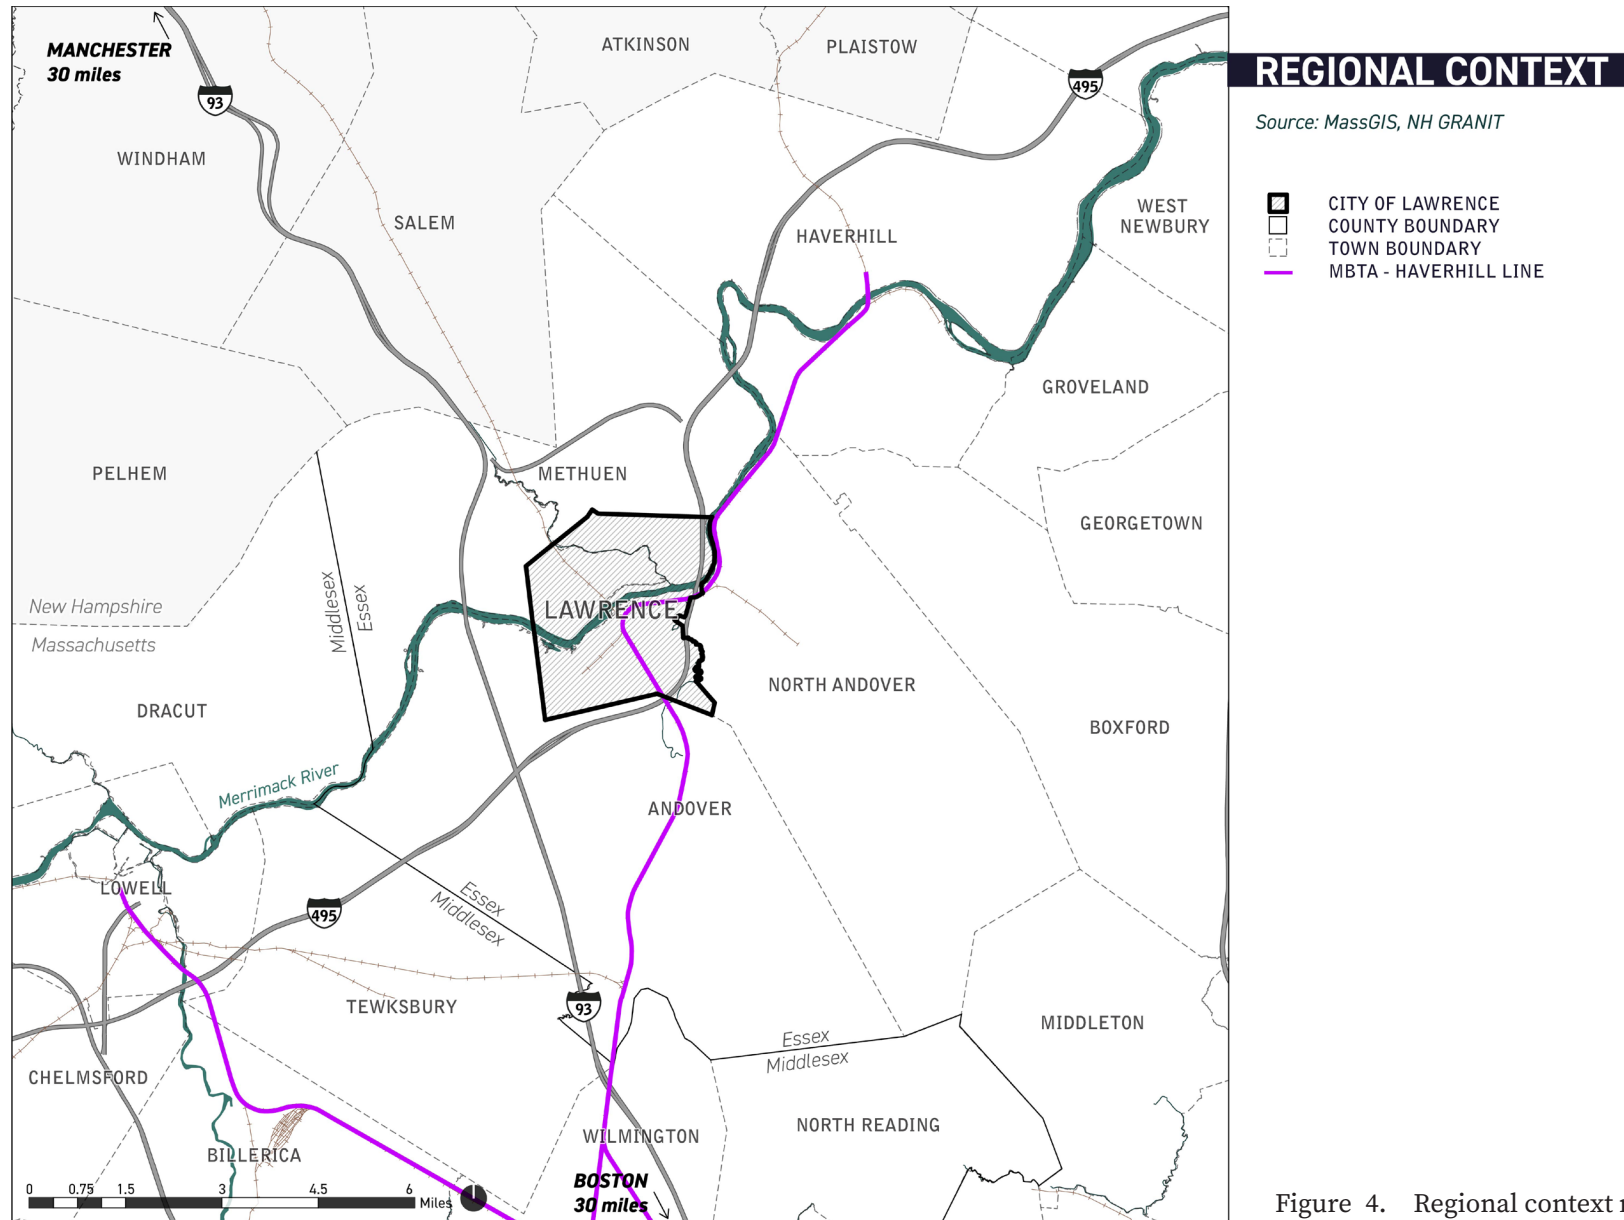 MANCHESTER
30 miles
93
ATKINSON
PLAISTOW
495
WINDHAM
SALEM
HAVERHILL
WEST
NEWBURY
GROVELAND
PELHEM
METHUEN
GEORGETOWN
New Hampshire
Massachusetts
Middlesex
Essex
LAWRENCE
NORTH ANDOVER
DRACUT
BOXFORD
Merrimack River
ANDOVER
LOWELL
495
Essex
Middlesex
TEWKSBURY
93
MIDDLETON
Essex
Middlesex
CHELMSFORD
NORTH READING
WILMINGTON
BILLERICA
BOSTON
30 miles
0 0.75 1.5 3 4.5 6
Miles
REGIONAL CONTEXT
Source: MassGIS, NH GRANIT
CITY OF LAWRENCE
COUNTY BOUNDARY
TOWN BOUNDARY
MBTA - HAVERHILL LINE
Figure 4. Regional context